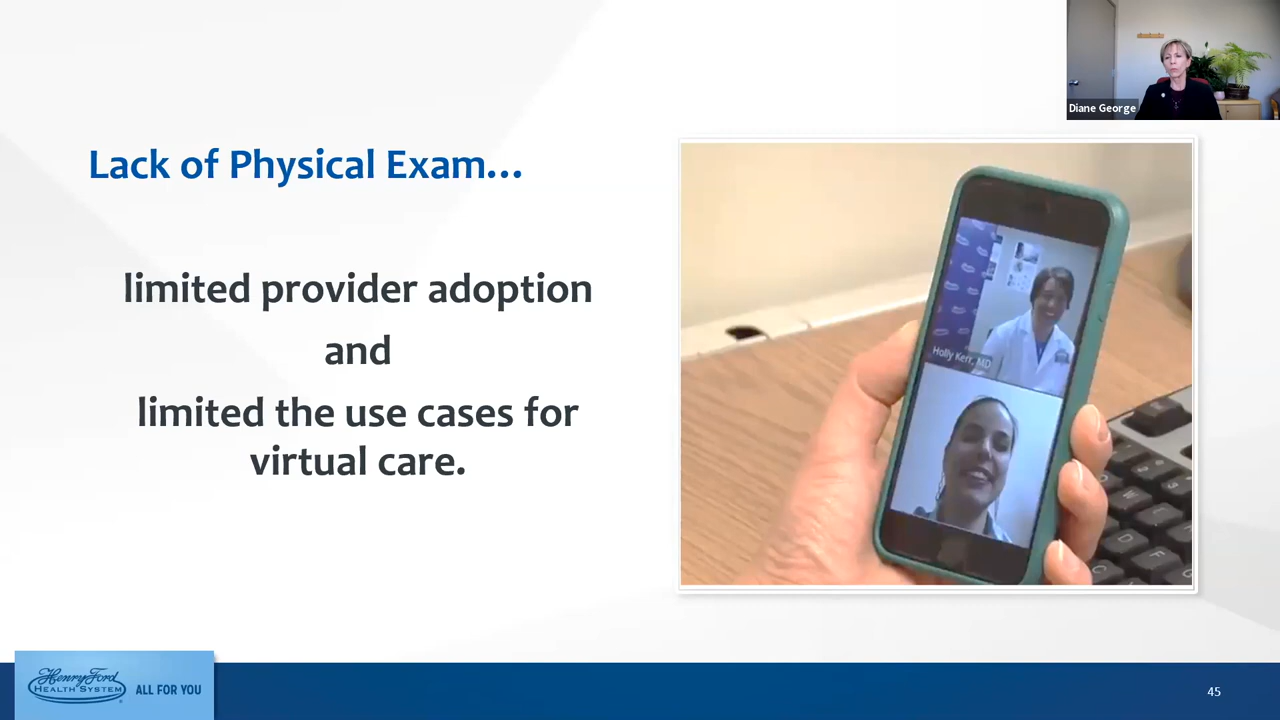 Diane George
Lack of Physical Exam...
limited provider adoption
and
limited the use cases for
virtual care.
Holly Kerr, MD
Henry Ford
HEALTH SYSTEM
ALL FOR YOU
45